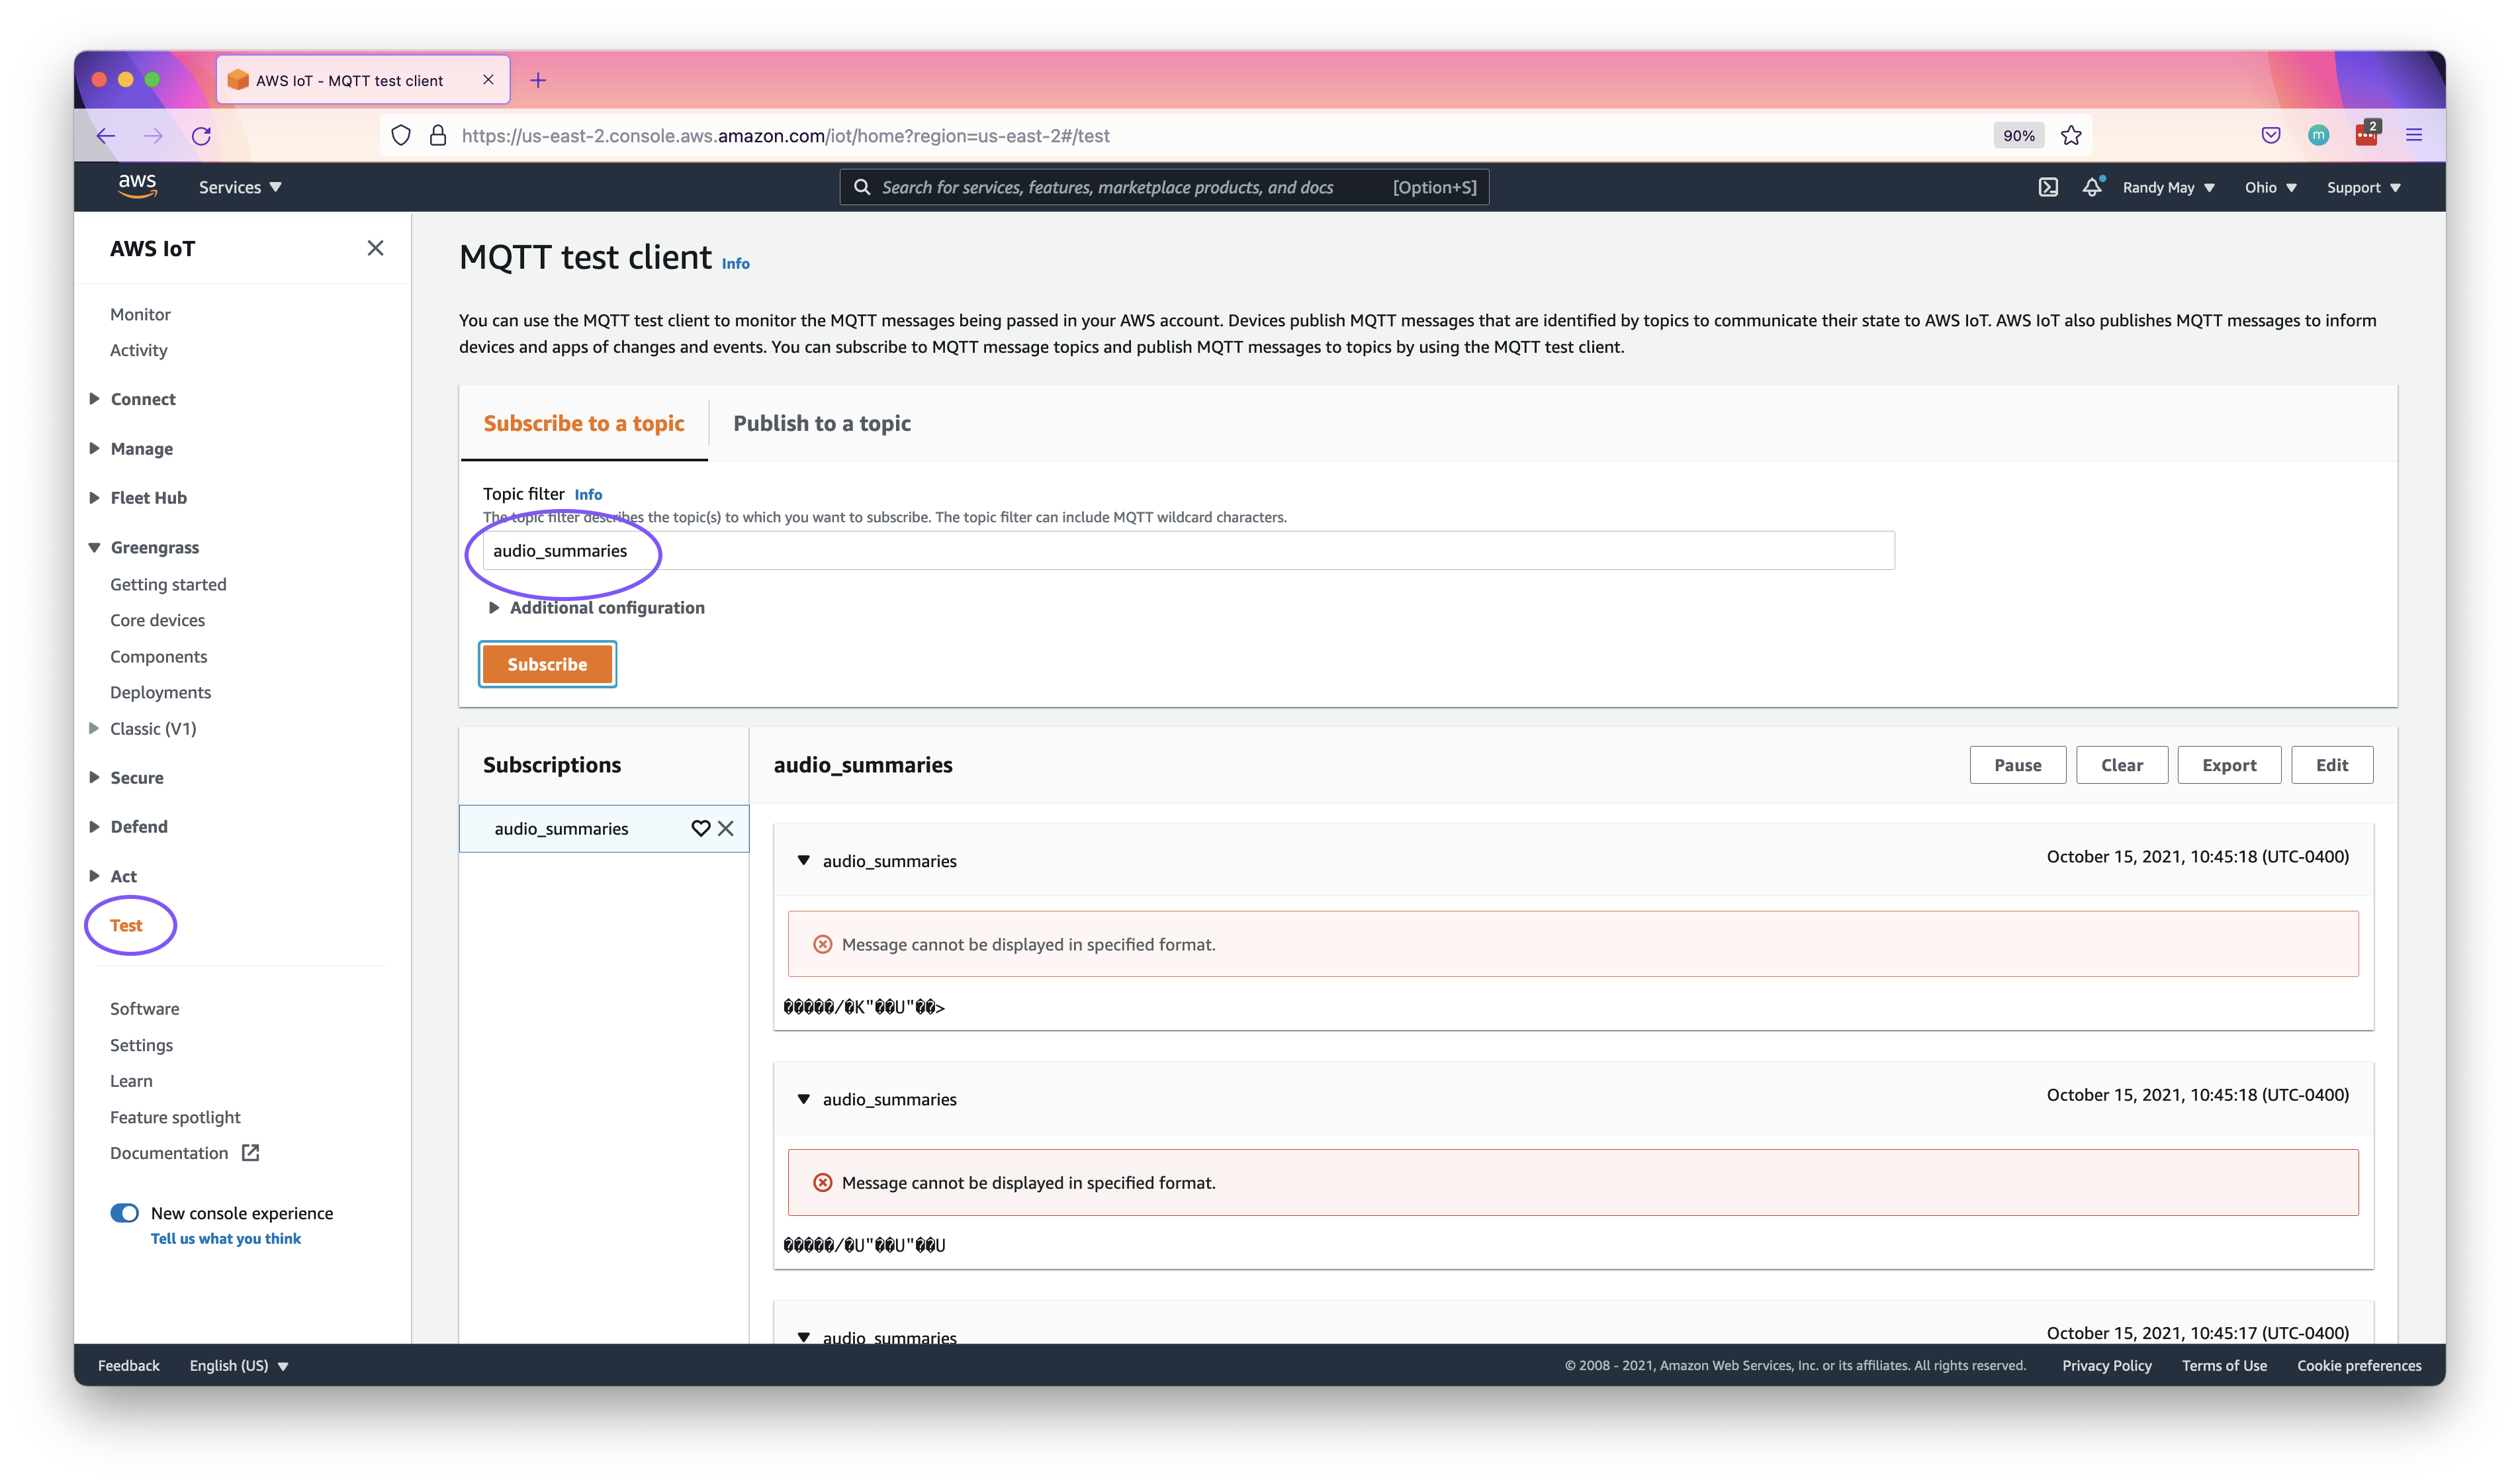 AWS IoT - MQTT test client
https://us-east-2.console.aws.amazon.com/iot/home?region=us-east-2#/test
90%
m
2
aws
Services
Search for services, features, marketplace products, and docs
[Option+S]
Randy May
Ohio
Support
AWS IoT
Monitor
Activity
Connect
Manage
Fleet Hub
Greengrass
Getting started
Core devices
Components
Deployments
Classic (V1)
Secure
Defend
Act
Test
Software
Settings
Learn
Feature spotlight
Documentation
New console experience
Tell us what you think
MQTT test client Info
You can use the MQTT test client to monitor the MQTT messages being passed in your AWS account. Devices publish MQTT messages that are identified by topics to communicate their state to AWS IoT. AWS IoT also publishes MQTT messages to inform
devices and apps of changes and events. You can subscribe to MQTT message topics and publish MQTT messages to topics by using the MQTT test client.
Subscribe to a topic
Publish to a topic
Topic filter Info
The topic filter describes the topic(s) to which you want to subscribe. The topic filter can include MQTT wildcard characters.
audio_summaries
Additional configuration
Subscribe
Subscriptions
audio_summaries
audio_summaries
Pause
Clear
Export
Edit
audio_summaries
October 15, 2021, 10:45:18 (UTC-0400)
Message cannot be displayed in specified format.
�����/�K"��U"��>
audio_summaries
October 15, 2021, 10:45:18 (UTC-0400)
Message cannot be displayed in specified format.
�����/�U"��U"��U
audio_summaries
October 15, 2021, 10:45:17 (UTC-0400)
Feedback
English (US)
© 2008 - 2021, Amazon Web Services, Inc. or its affiliates. All rights reserved.
Privacy Policy
Terms of Use
Cookie preferences